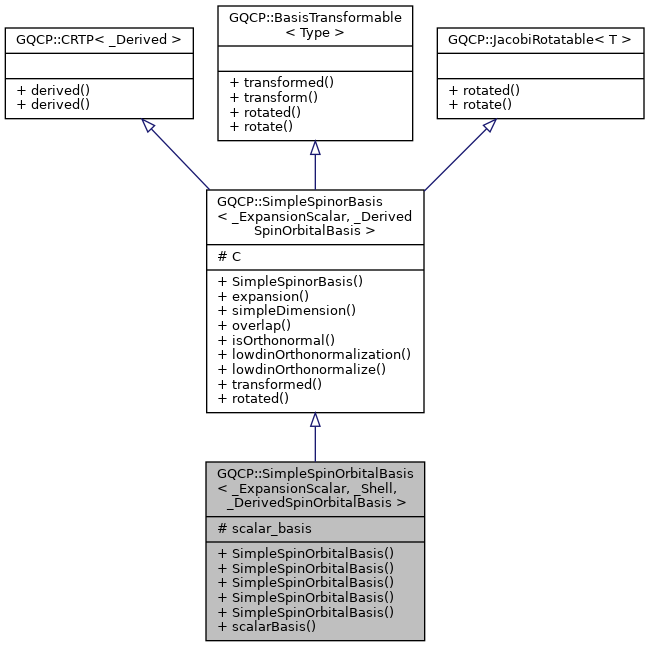 GQCP::CRTP< _Derived >
+ derived()
+ derived()
GQCP::BasisTransformable
< Type >
+ transformed()
+ transform()
+ rotated()
+ rotate()
GQCP::JacobiRotatable< T >
+ rotated()
+ rotate()
GQCP::SimpleSpinorBasis
< _ExpansionScalar, _Derived
SpinOrbitalBasis >
# C
+ SimpleSpinorBasis()
+ expansion()
+ simpleDimension()
+ overlap()
+ isOrthonormal()
+ lowdinOrthonormalization()
+ lowdinOrthonormalize()
+ transformed()
+ rotated()
GQCP::SimpleSpinOrbitalBasis
< _ExpansionScalar, _Shell,
_DerivedSpinOrbitalBasis >
# scalar_basis
+ SimpleSpinOrbitalBasis()
+ SimpleSpinOrbitalBasis()
+ SimpleSpinOrbitalBasis()
+ SimpleSpinOrbitalBasis()
+ SimpleSpinOrbitalBasis()
+ scalarBasis()